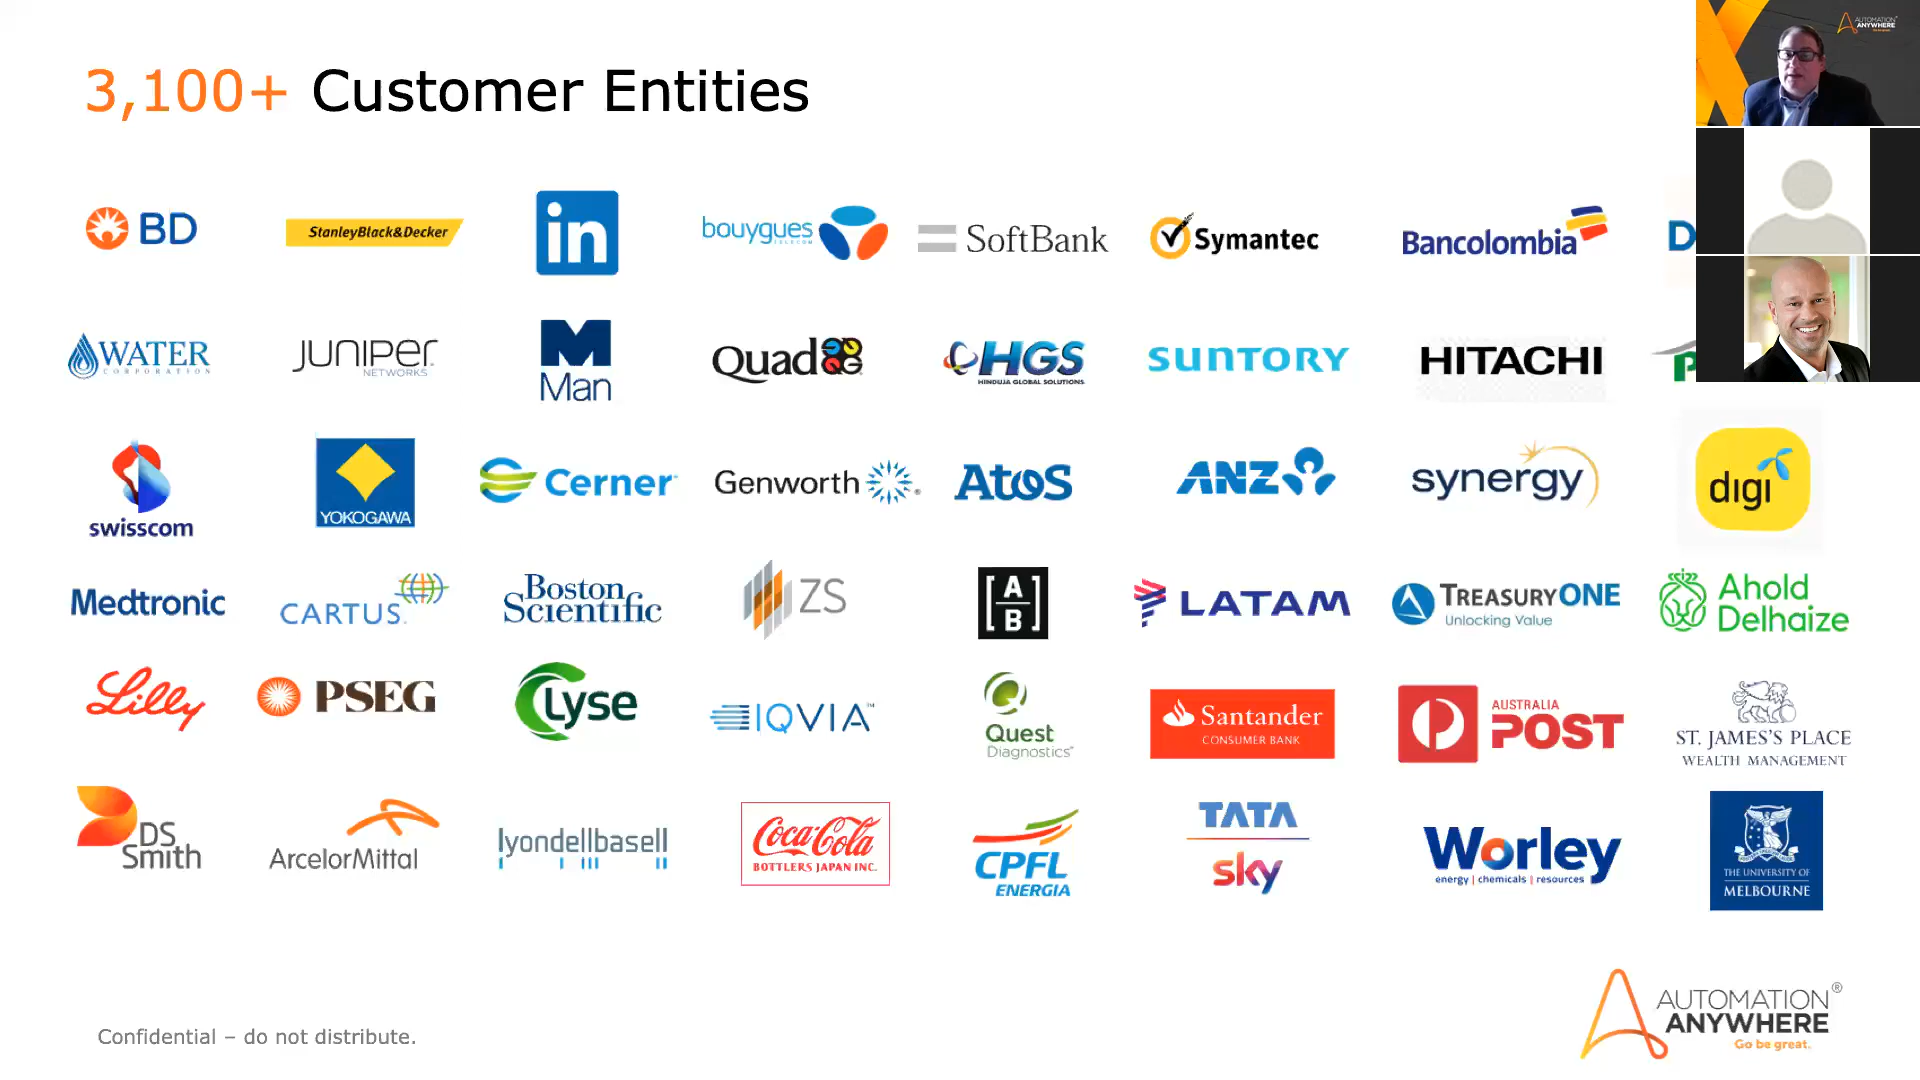 3,100+ Customer Entities
AUTOMATION
ANYWHERE
BD
StanleyBlack&Decker
in
bouygues
TELECOM
SoftBank
Symantec
Bancolombia
D
WATER
CORPORATION
JUNIPER
NETWORKS
M
Man
Quad
HGS
HINDUJA GLOBAL SOLUTIONS
SUNTORY
HITACHI
P
swisscom
YOKOGAWA
Cerner
Genworth
Atos
ANZ
synergy
digi
Medtronic
CARTUS
Boston
Scientific
ZS
[A
B]
LATAM
TREASURYONE
Unlocking Value
Ahold
Delhaize
Lilly
PSEG
Lyse
IQVIA™
Quest
Diagnostics
Santander
CONSUMER BANK
AUSTRALIA
POST
ST. JAMES'S PLACE
WEALTH MANAGEMENT
DS
Smith
ArcelorMittal
lyondellbasell
Coca-Cola
BOTTLERS JAPAN INC.
CPFL
ENERGIA
TATA
sky
Worley
energy | chemicals | resources
THE UNIVERSITY OF
MELBOURNE
Confidential – do not distribute.
AUTOMATION®
ANYWHERE
Go be great.